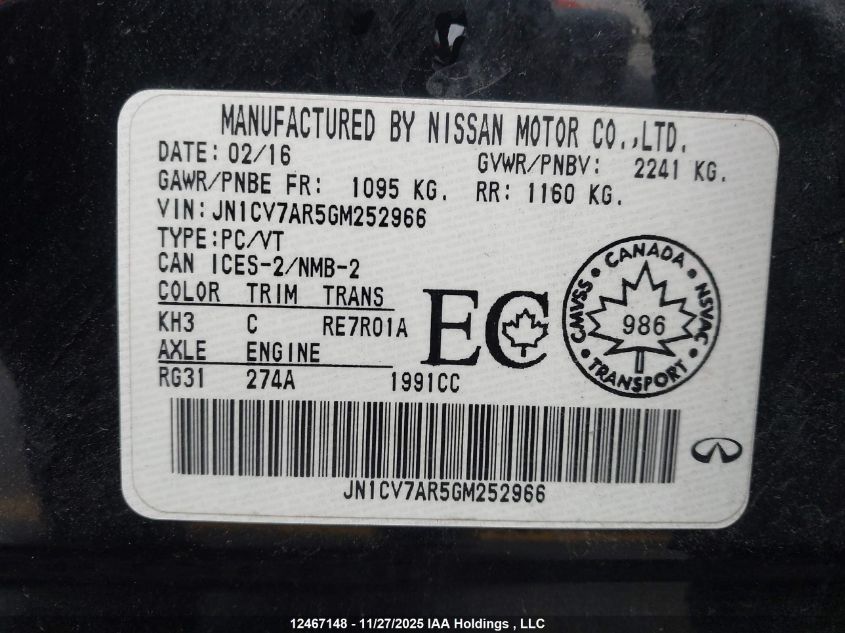 MANUFACTURED BY NISSAN MOTOR CO.,LTD.
DATE: 02/16 GVWR/PNBV: 2241 KG.
GAWR/PNBE FR: 1095 KG. RR: 1160 KG.
VIN: JN1CV7AR5GM252966
TYPE:PC/VT
CAN ICES-2/NMB-2
COLOR TRIM TRANS
KH3 C RE7R01A
AXLE ENGINE
RG31 274A 1991CC
EC
CANADA
CMVSS
NSVAC
986
TRANSPORT
JN1CV7AR5GM252966
12467148 - 11/27/2025 IAA Holdings , LLC